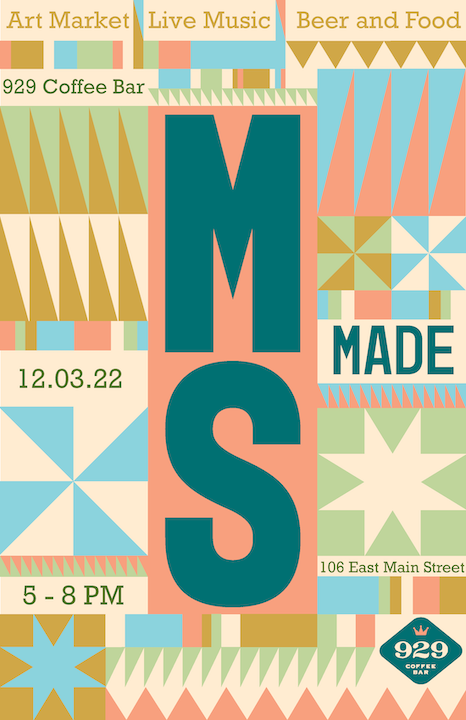 Art Market
Live Music
Beer and Food
929 Coffee Bar
MS
MADE
12.03.22
106 East Main Street
5 - 8 PM
929
COFFEE
BAR